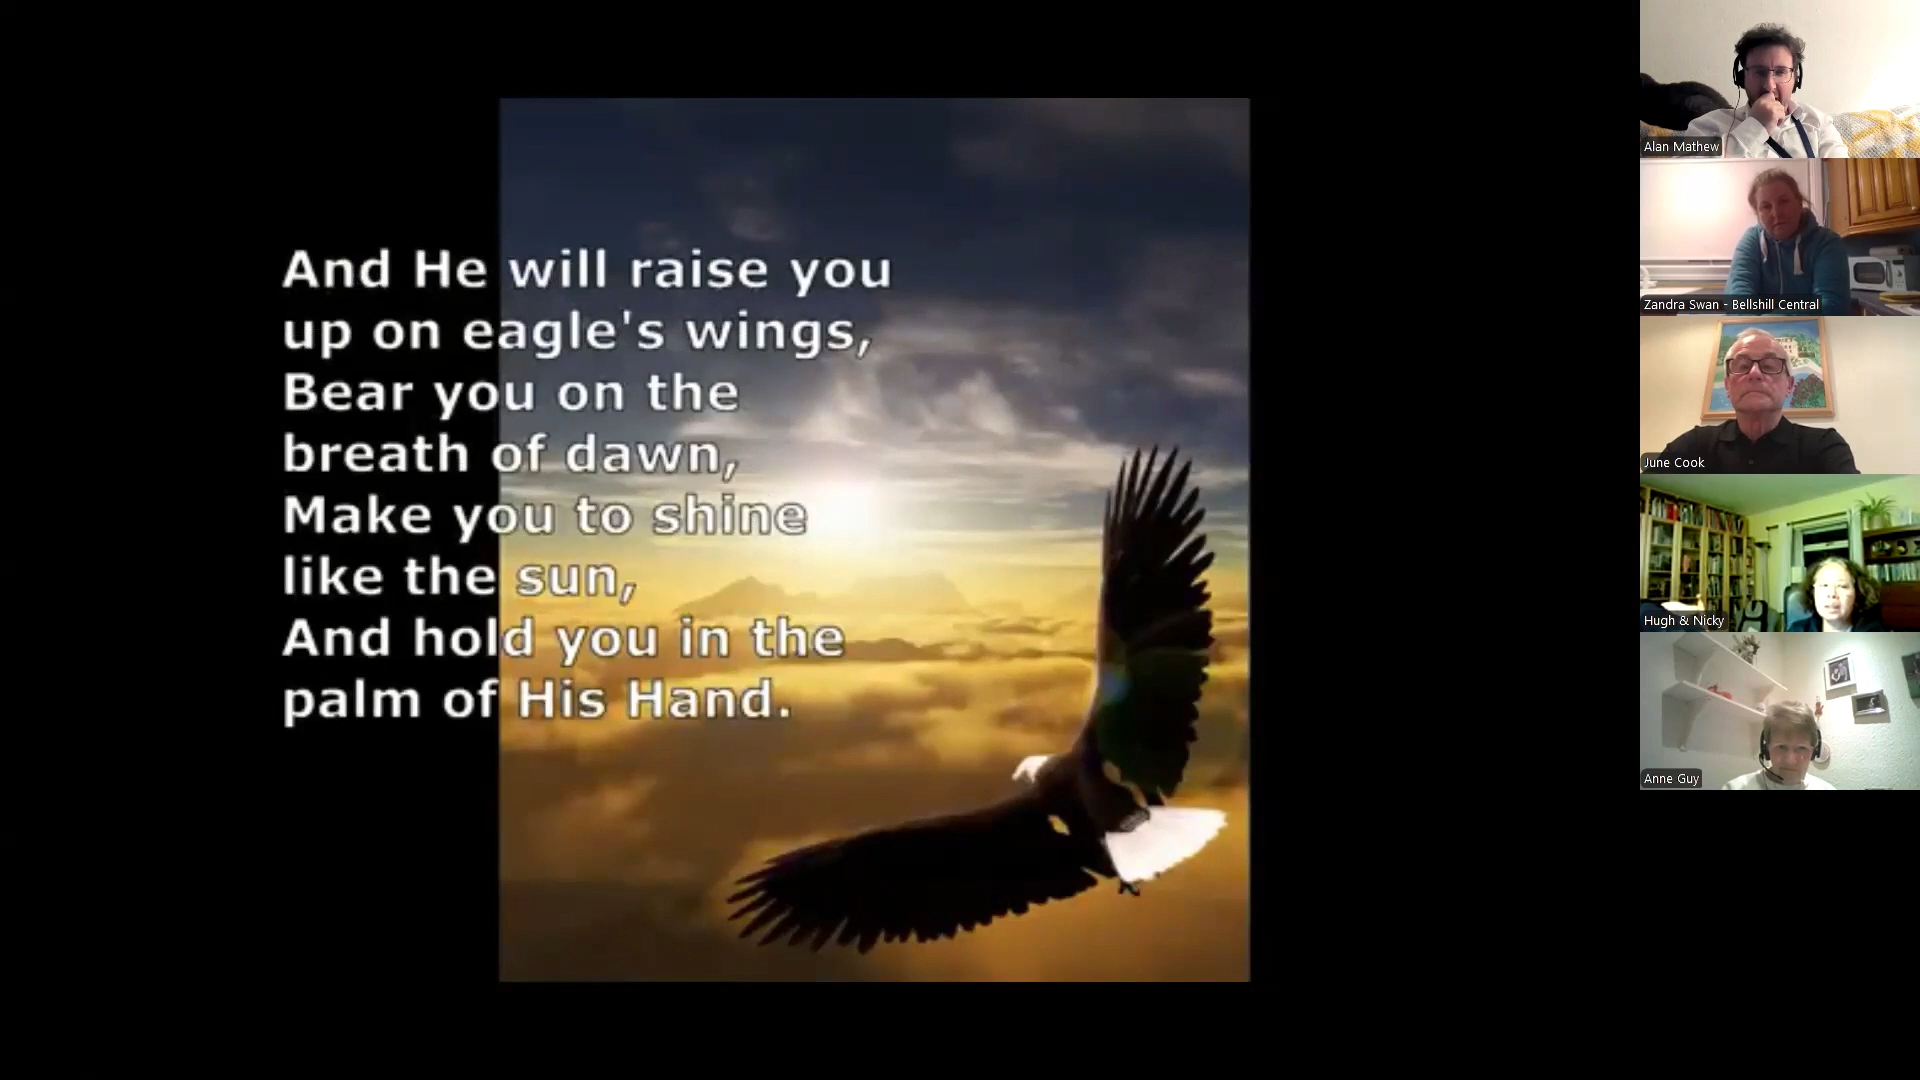 And He will raise you
up on eagle's wings,
Bear you on the
breath of dawn,
Make you to shine
like the sun,
And hold you in the
palm of His Hand.
Alan Mathew
Zandra Swan - Bellshill Central
June Cook
Hugh & Nicky
Anne Guy